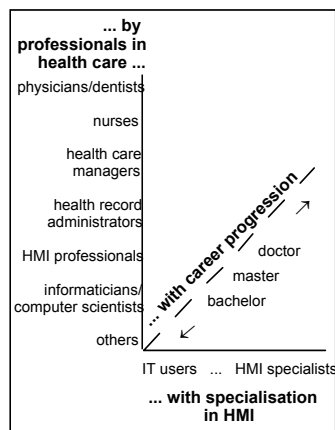 ... by
professionals in
health care ...
physicians/dentists
nurses
health care
managers
health record
administrators
HMI professionals
informaticians/
computer scientists
others
... with career progression
doctor
master
bachelor
IT users ... HMI specialists
... with specialisation
in HMI